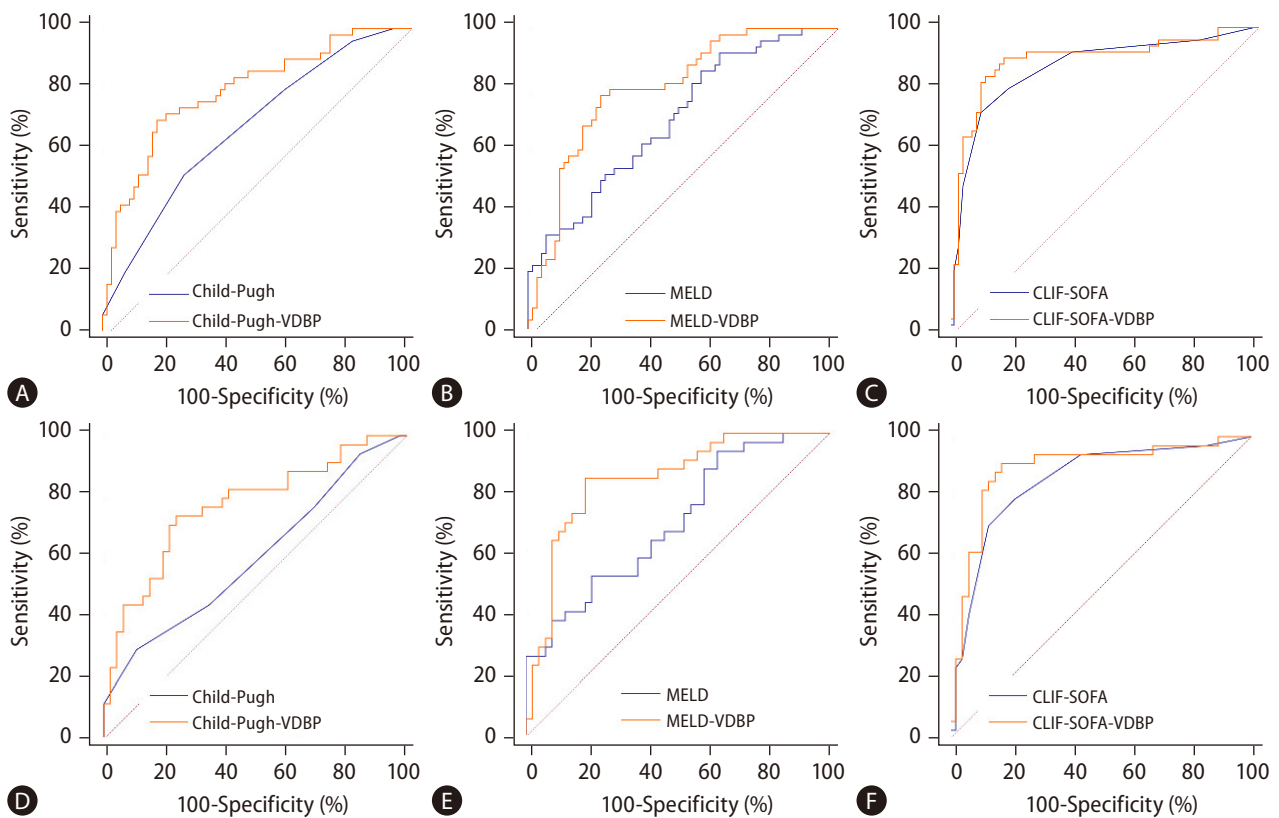 100
80
60
40
20
0
Sensitivity (%)
Child-Pugh
Child-Pugh-VDBP
0 20 40 60 80 100
100-Specificity (%)
A
100
80
60
40
20
0
Sensitivity (%)
MELD
MELD-VDBP
0 20 40 60 80 100
100-Specificity (%)
B
100
80
60
40
20
0
Sensitivity (%)
CLIF-SOFA
CLIF-SOFA-VDBP
0 20 40 60 80 100
100-Specificity (%)
C
100
80
60
40
20
0
Sensitivity (%)
Child-Pugh
Child-Pugh-VDBP
0 20 40 60 80 100
100-Specificity (%)
D
100
80
60
40
20
0
Sensitivity (%)
MELD
MELD-VDBP
0 20 40 60 80 100
100-Specificity (%)
E
100
80
60
40
20
0
Sensitivity (%)
CLIF-SOFA
CLIF-SOFA-VDBP
0 20 40 60 80 100
100-Specificity (%)
F